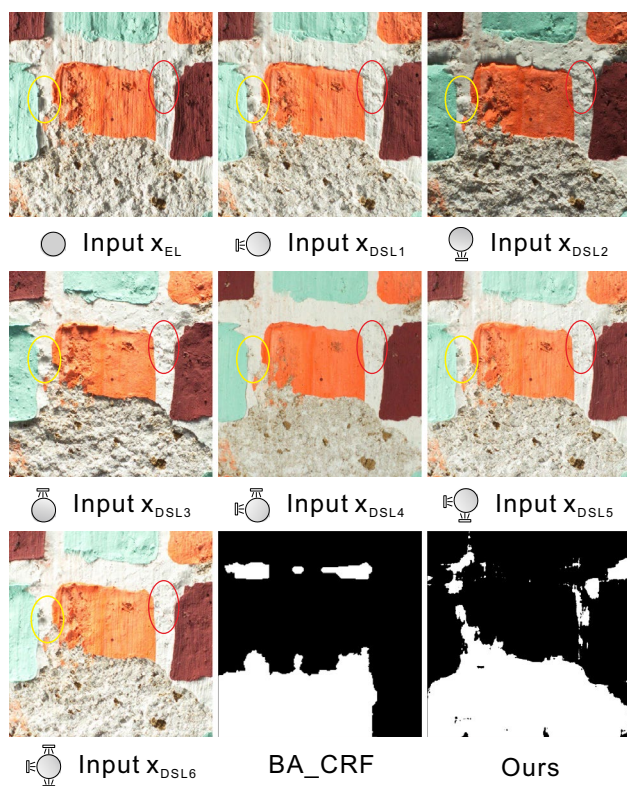 Input x_EL
Input x_DSL1
Input x_DSL2
Input x_DSL3
Input x_DSL4
Input x_DSL5
Input x_DSL6
BA_CRF
Ours